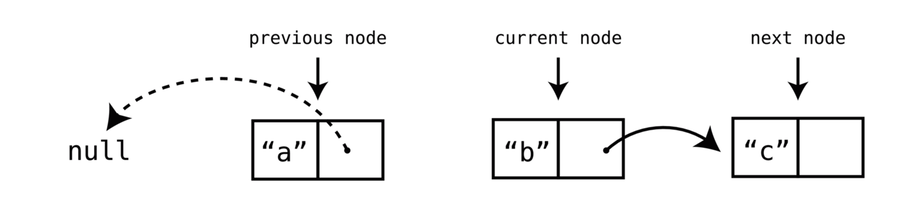 previous node
current node
next node
null
“a”
“b”
“c”